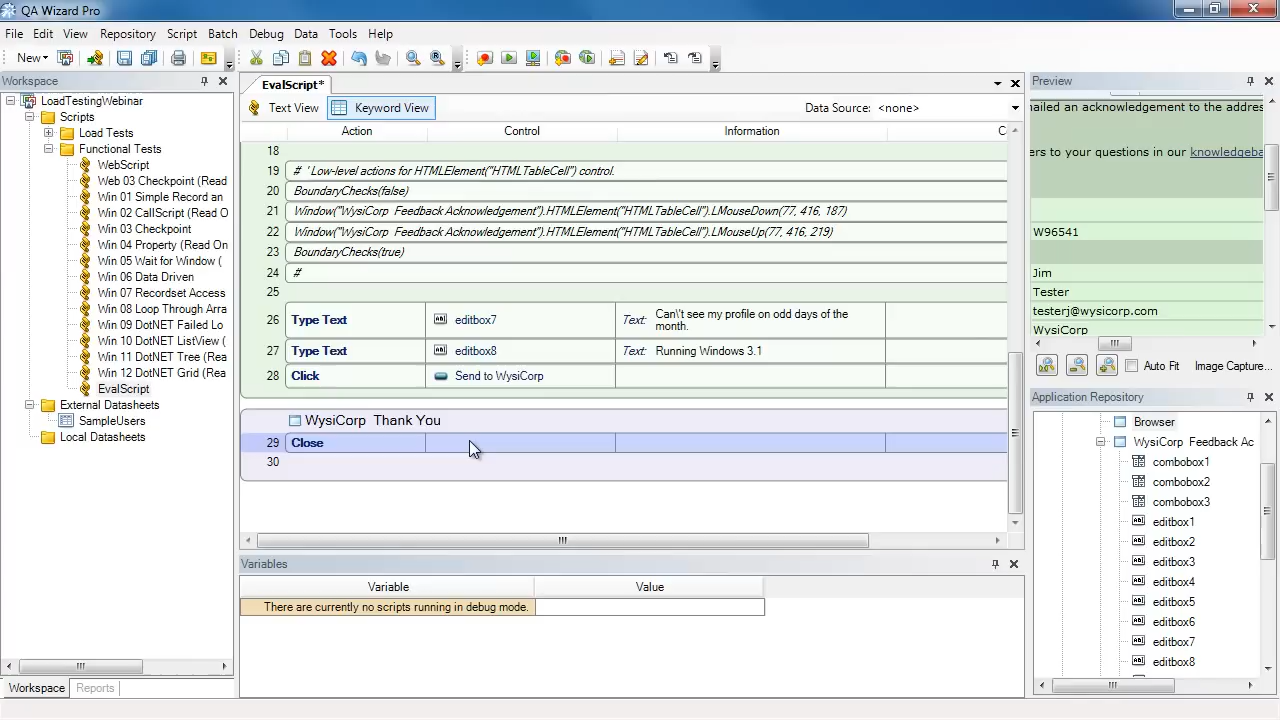 QA Wizard Pro
File Edit View Repository Script Batch Debug Data Tools Help
New
Workspace
LoadTestingWebinar
Scripts
Load Tests
Functional Tests
WebScript
Web 03 Checkpoint (Read
Win 01 Simple Record an
Win 02 CallScript (Read O
Win 03 Checkpoint
Win 04 Property (Read On
Win 05 Wait for Window (
Win 06 Data Driven
Win 07 Recordset Access
Win 08 Loop Through Arra
Win 09 DotNET Failed Lo
Win 10 DotNET ListView (
Win 11 DotNET Tree (Rea
Win 12 DotNET Grid (Rea
EvalScript
External Datasheets
SampleUsers
Local Datasheets
Workspace Reports
EvalScript*
Text View Keyword View Data Source: <none>
Action Control Information C
18
19 # ' Low-level actions for HTMLElement("HTMLTableCell") control.
20 BoundaryChecks(false)
21 Window("WysiCorp Feedback Acknowledgement").HTMLElement("HTMLTableCell").LMouseDown(77, 416, 187)
22 Window("WysiCorp Feedback Acknowledgement").HTMLElement("HTMLTableCell").LMouseUp(77, 416, 219)
23 BoundaryChecks(true)
24 #
25
26 Type Text editbox7 Text: Can\'t see my profile on odd days of the
month.
27 Type Text editbox8 Text: Running Windows 3.1
28 Click Send to WysiCorp
WysiCorp Thank You
29 Close
30
Variables
Variable Value
There are currently no scripts running in debug mode.
Preview
nailed an acknowledgement to the addres
ers to your questions in our knowledgeba
W96541
Jim
Tester
testerj@wysicorp.com
WysiCorp
Auto Fit Image Capture...
Application Repository
Browser
WysiCorp Feedback Ac
combobox1
combobox2
combobox3
editbox1
editbox2
editbox3
editbox4
editbox5
editbox6
editbox7
editbox8